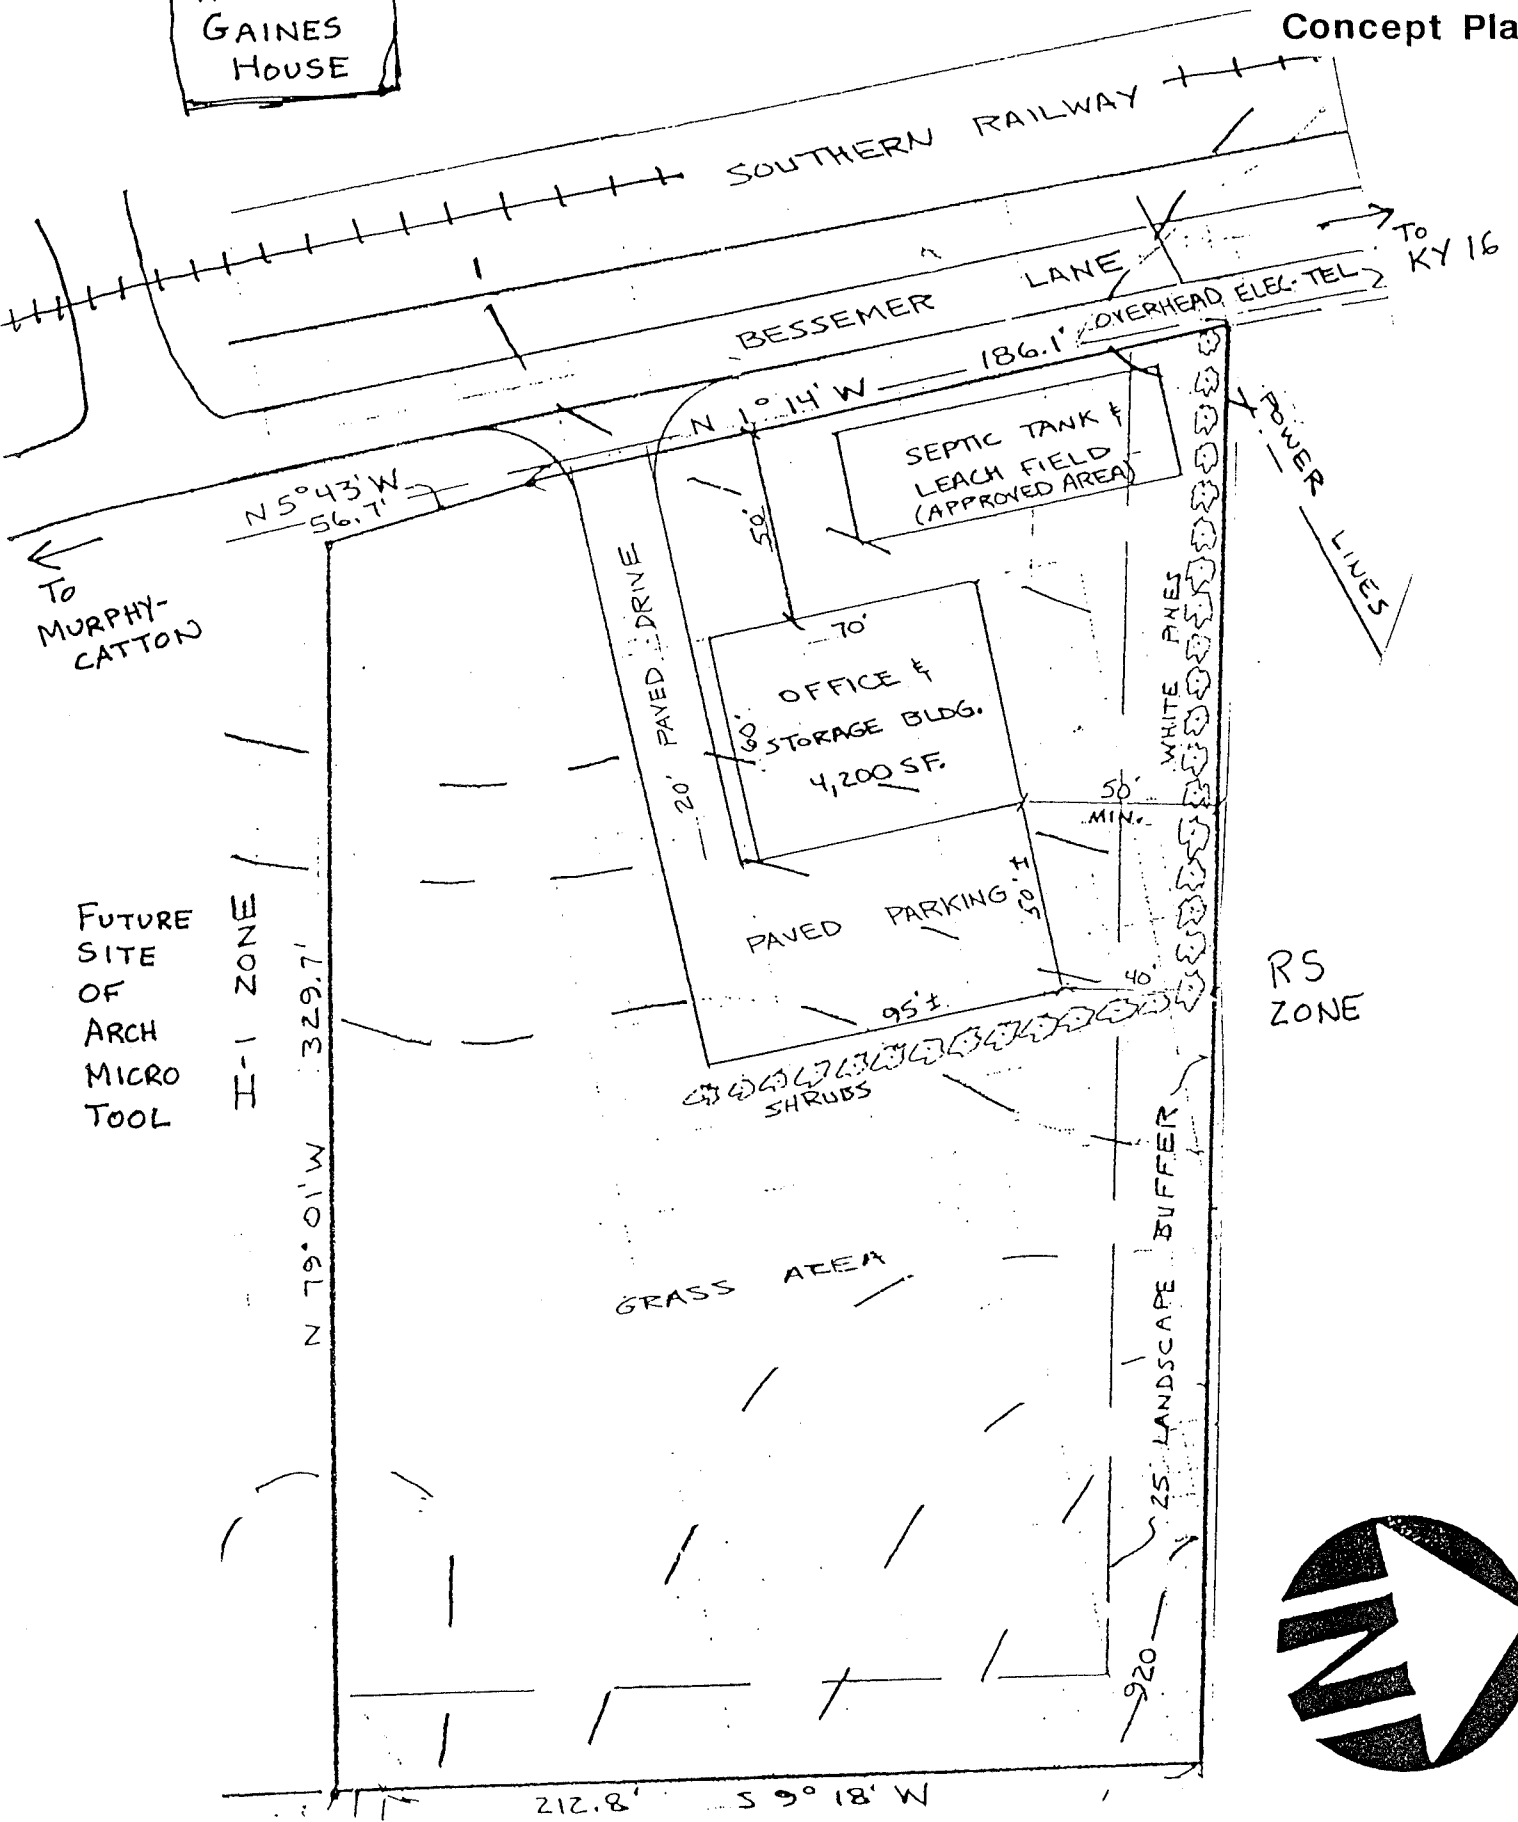 GAINES
HOUSE
Concept Pla
SOUTHERN RAILWAY
TO
KY 16
BESSEMER LANE
OVERHEAD ELEC-TEL
N 1° 14' W 186.1'
N 5° 43' W
56.7'
TO
MURPHY-
CATTON
SEPTIC TANK &
LEACH FIELD
(APPROVED AREA)
POWER LINES
50'
20' PAVED DRIVE
70'
60'
OFFICE &
STORAGE BLDG.
4,200 SF.
WHITE PINES
50'
MIN.
PAVED PARKING
50'±
40'
95'±
SHRUBS
FUTURE
SITE
OF
ARCH
MICRO
TOOL
I-1 ZONE
N 79° 01' W 329.7'
RS
ZONE
GRASS AREA
25' LANDSCAPE BUFFER
920
212.8' S 9° 18' W
N